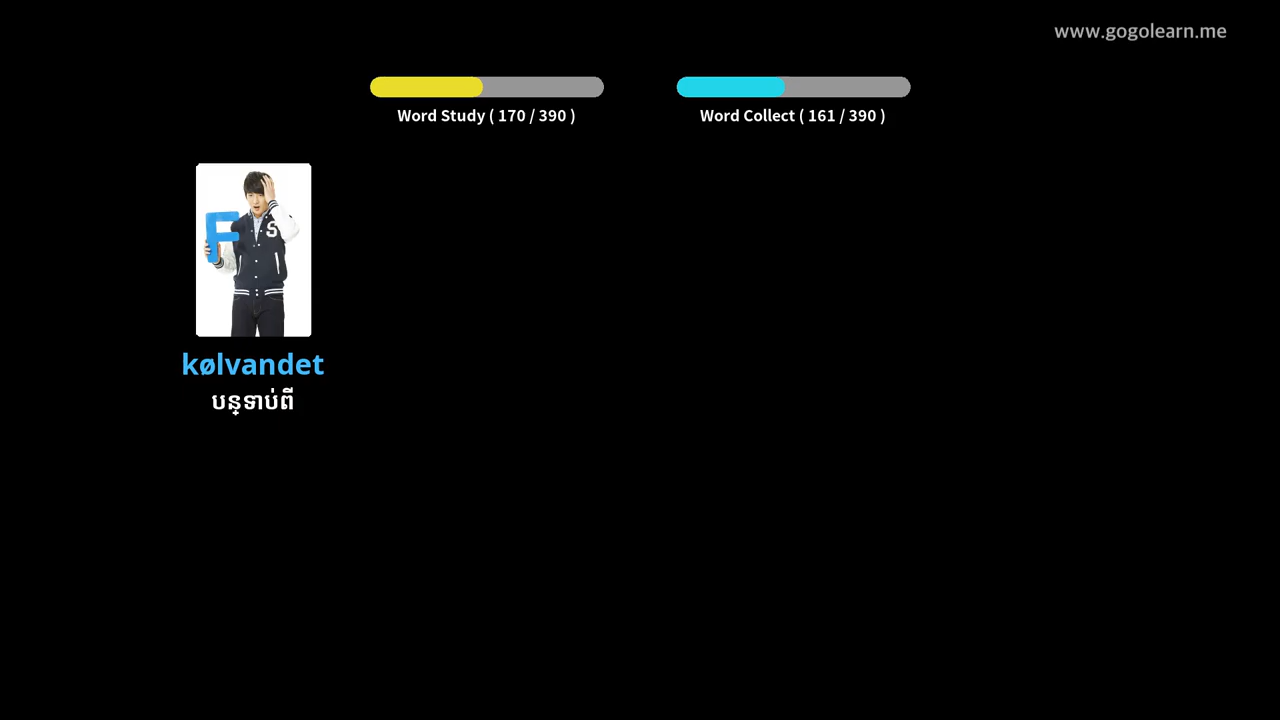 www.gogolearn.me
Word Study ( 170 / 390 )
Word Collect ( 161 / 390 )
F
S
kølvandet
បន្ទាប់ពី